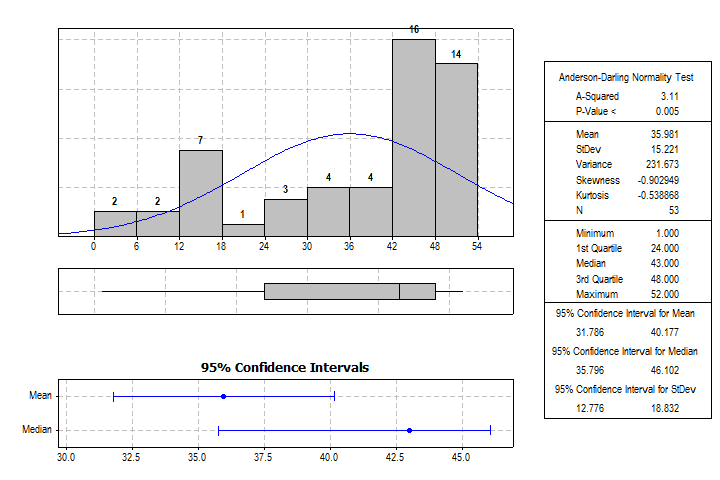 16
14
7
4 4
3
2 2
1
0 6 12 18 24 30 36 42 48 54
95% Confidence Intervals
Mean
Median
30.0 32.5 35.0 37.5 40.0 42.5 45.0
Anderson-Darling Normality Test
A-Squared 3.11
P-Value < 0.005
Mean 35.981
StDev 15.221
Variance 231.673
Skewness -0.902949
Kurtosis -0.538868
N 53
Minimum 1.000
1st Quartile 24.000
Median 43.000
3rd Quartile 48.000
Maximum 52.000
95% Confidence Interval for Mean
31.786 40.177
95% Confidence Interval for Median
35.796 46.102
95% Confidence Interval for StDev
12.776 18.832